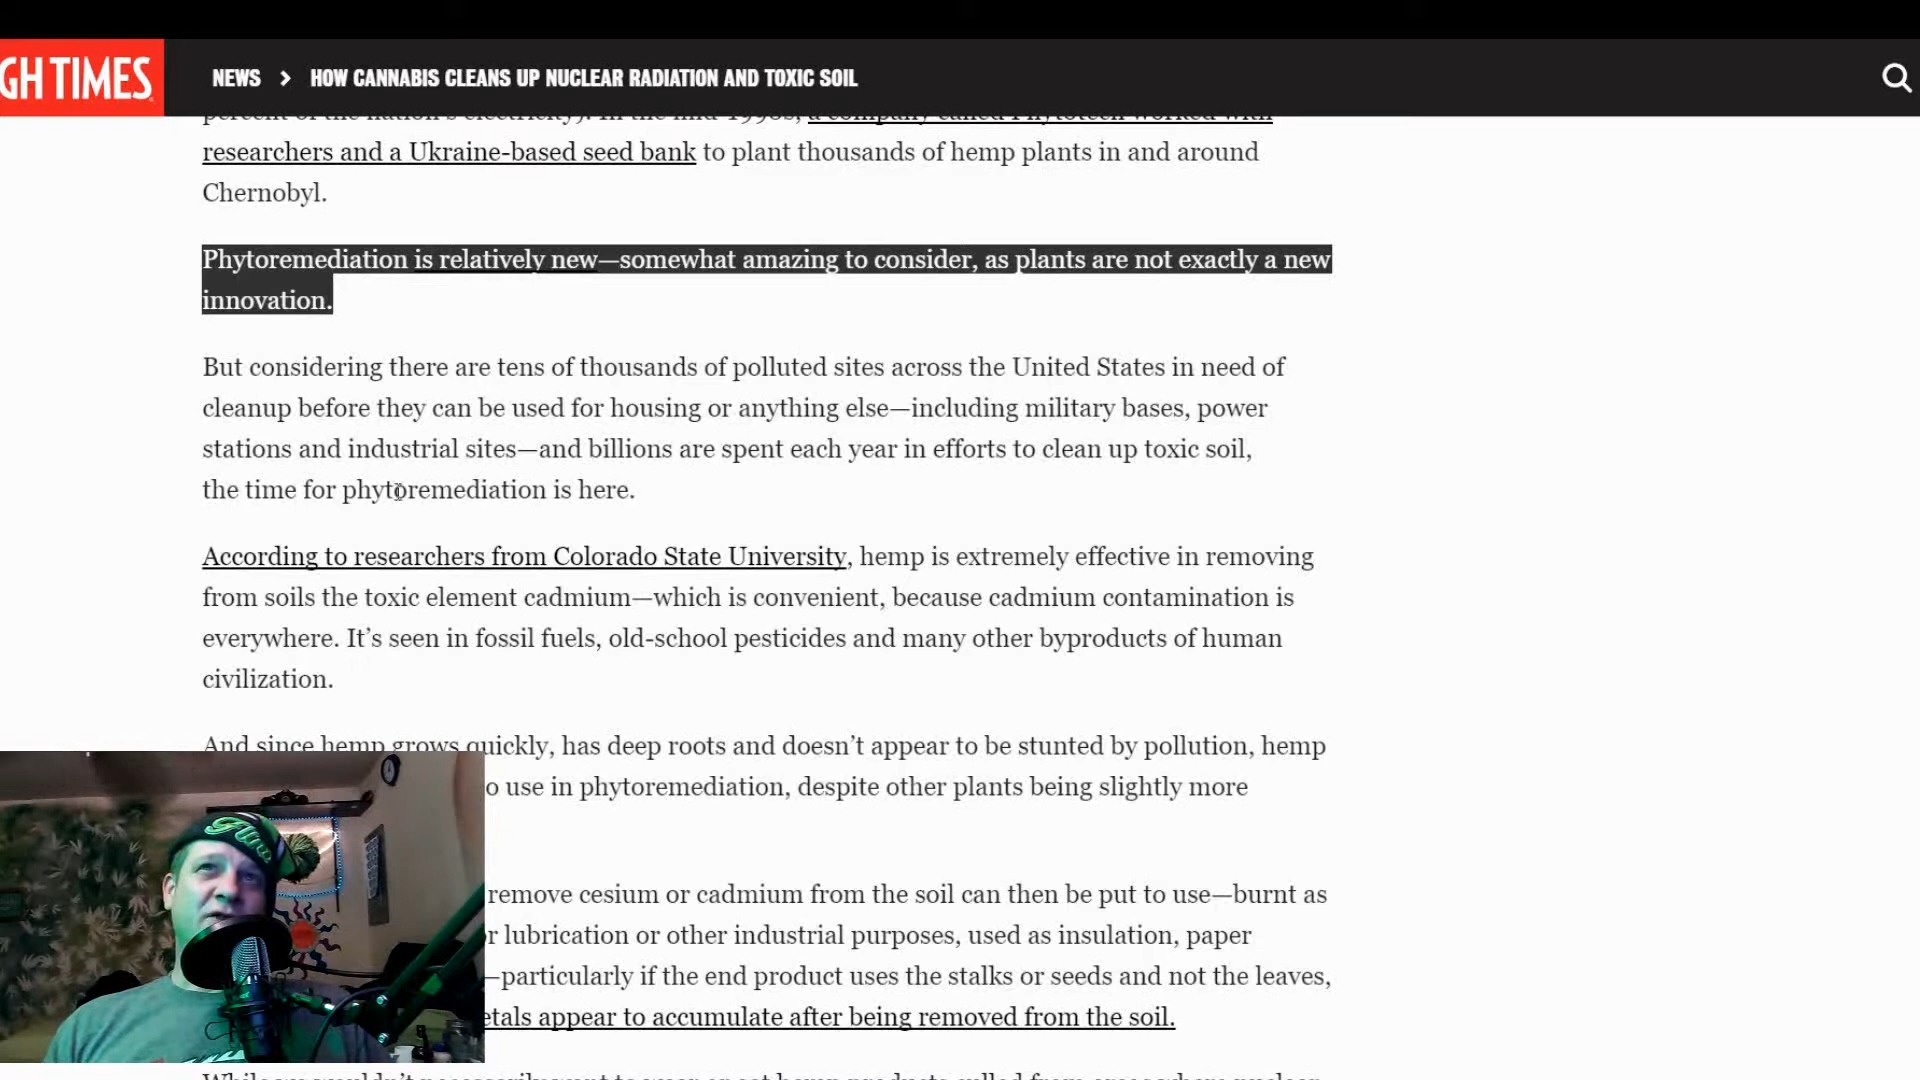 GH TIMES
NEWS > HOW CANNABIS CLEANS UP NUCLEAR RADIATION AND TOXIC SOIL
percent of the nation's electricity). In the mid-1990s, a company called Phytotech worked with
researchers and a Ukraine-based seed bank to plant thousands of hemp plants in and around
Chernobyl.
Phytoremediation is relatively new—somewhat amazing to consider, as plants are not exactly a new
innovation.
But considering there are tens of thousands of polluted sites across the United States in need of
cleanup before they can be used for housing or anything else—including military bases, power
stations and industrial sites—and billions are spent each year in efforts to clean up toxic soil,
the time for phytoremediation is here.
According to researchers from Colorado State University, hemp is extremely effective in removing
from soils the toxic element cadmium—which is convenient, because cadmium contamination is
everywhere. It's seen in fossil fuels, old-school pesticides and many other byproducts of human
civilization.
And since hemp grows quickly, has deep roots and doesn't appear to be stunted by pollution, hemp
o use in phytoremediation, despite other plants being slightly more
remove cesium or cadmium from the soil can then be put to use—burnt as
r lubrication or other industrial purposes, used as insulation, paper
—particularly if the end product uses the stalks or seeds and not the leaves,
etals appear to accumulate after being removed from the soil.